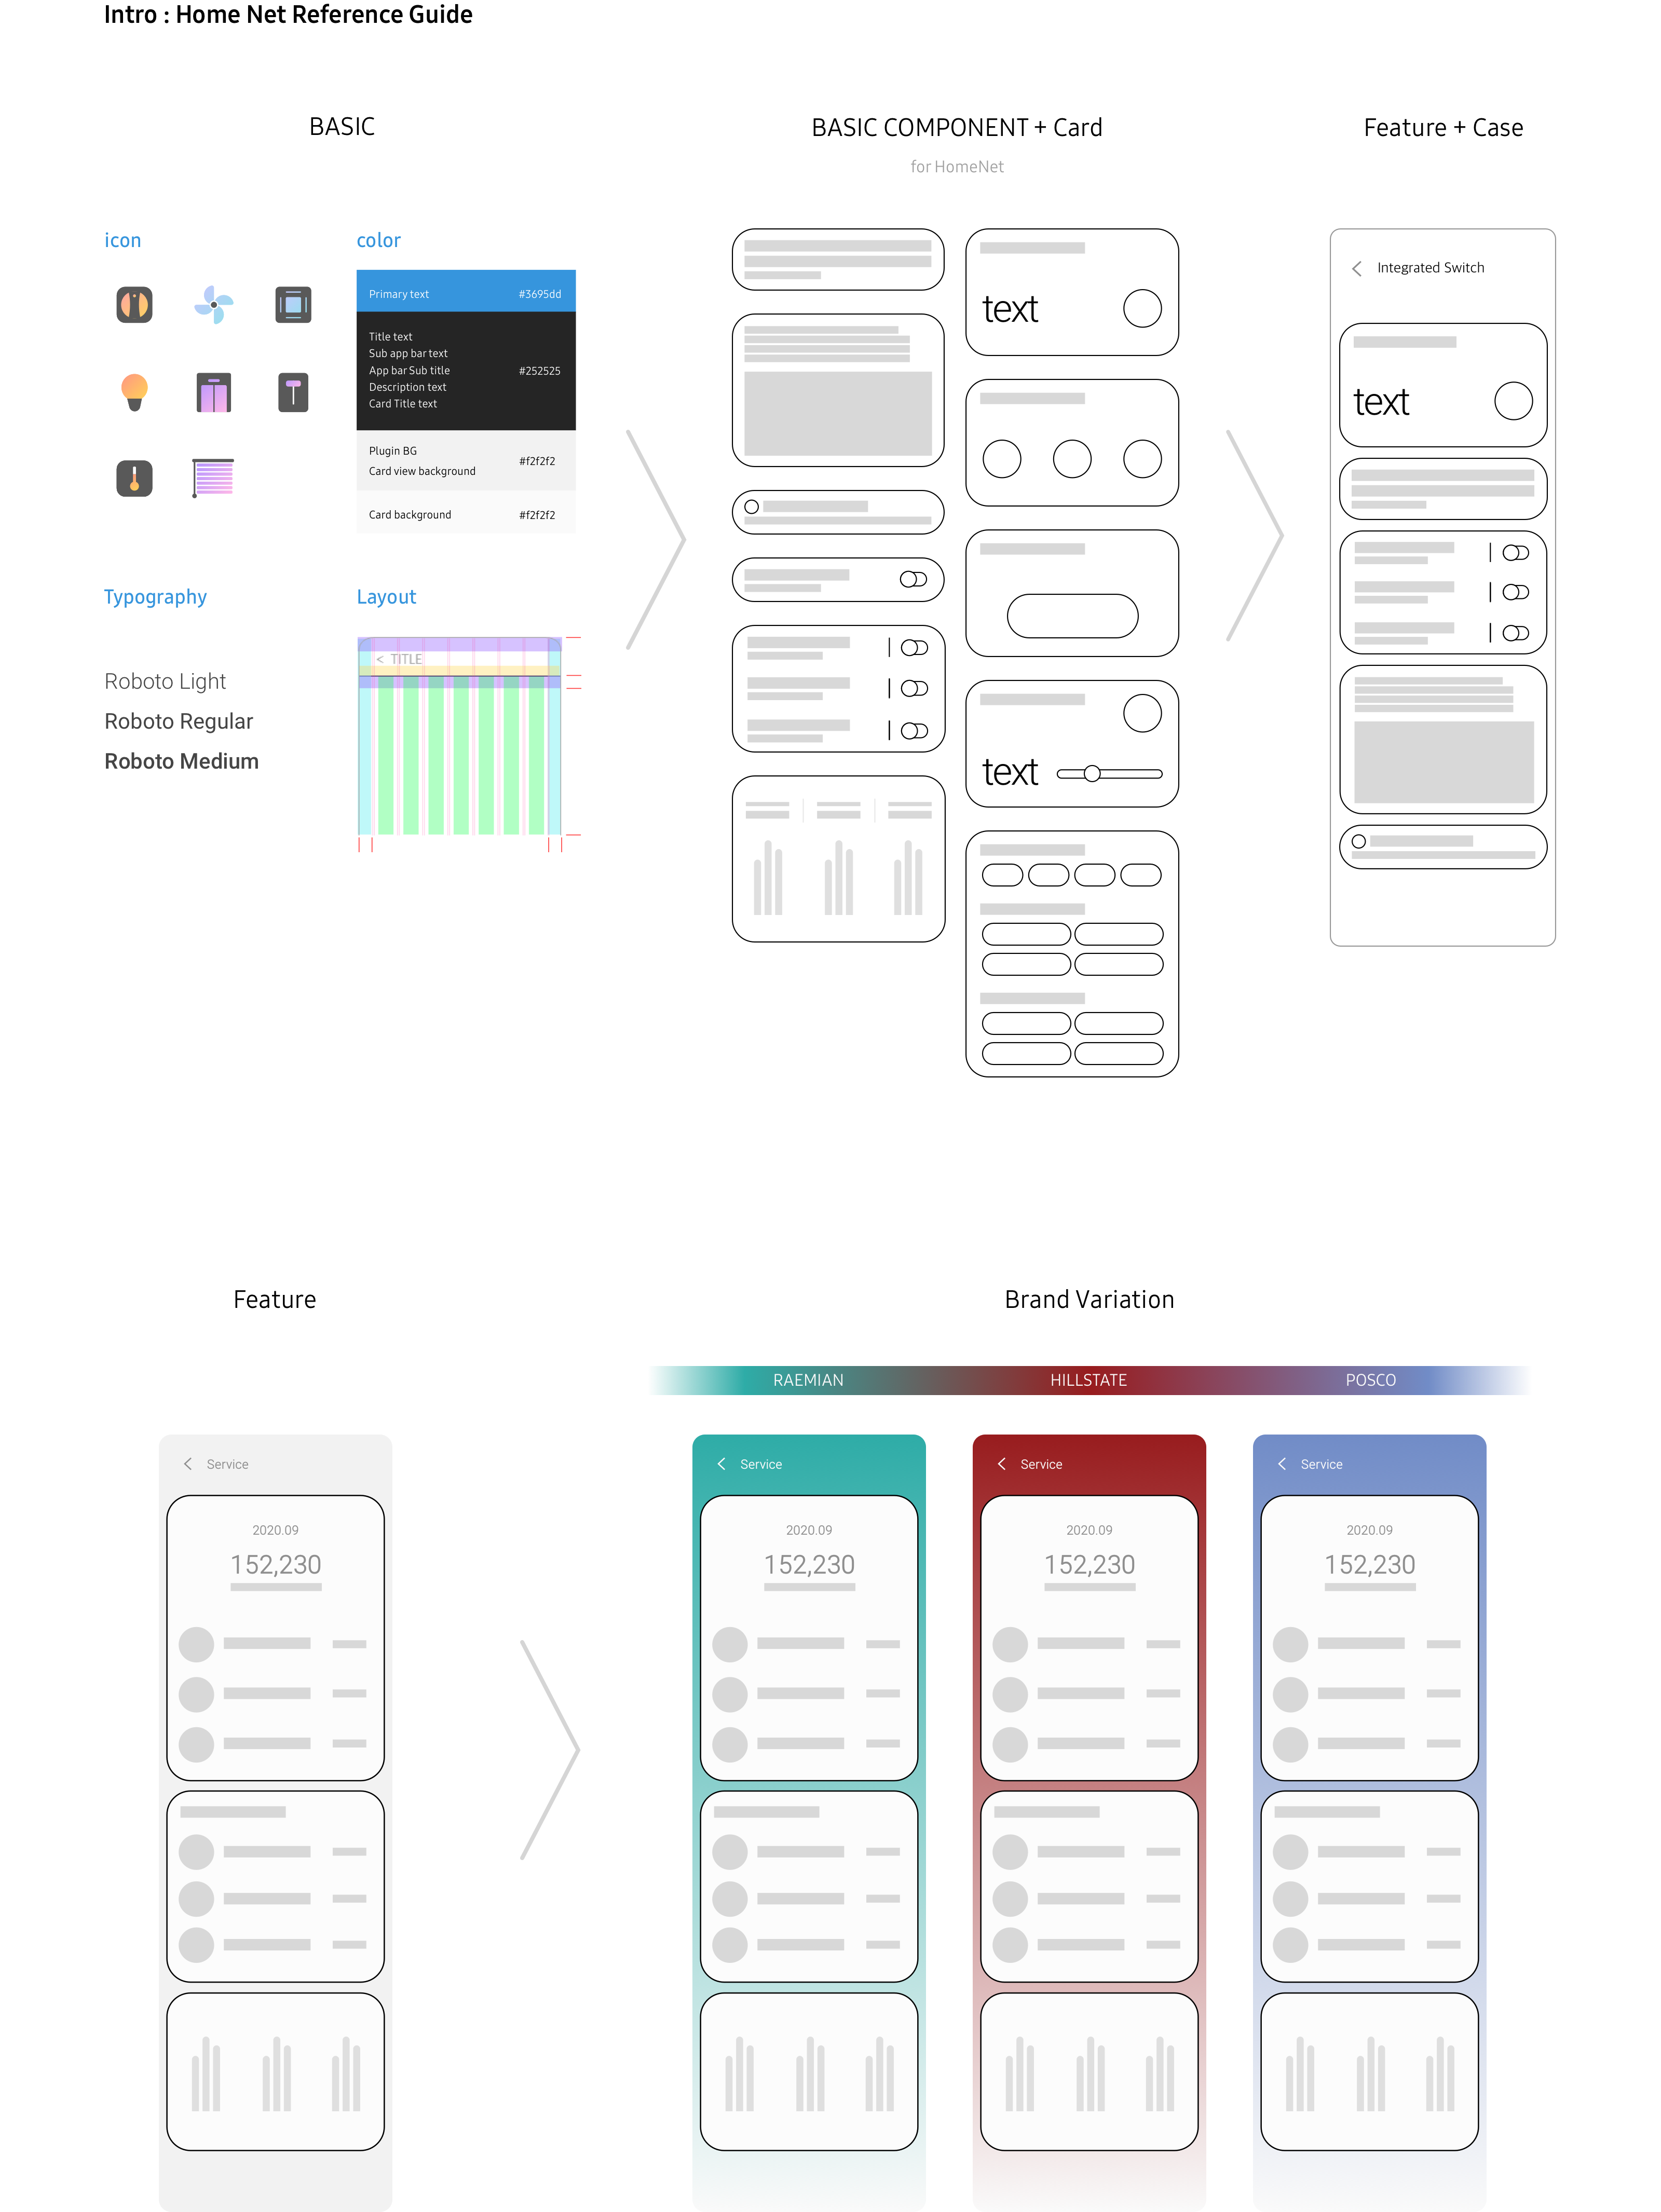 Intro : Home Net Reference Guide
BASIC
BASIC COMPONENT + Card
for HomeNet
Feature + Case
icon
color
Primary text #3695dd
Title text
Sub app bar text
App bar Sub title #252525
Description text
Card Title text
Plugin BG
Card view background #f2f2f2
Card background #f2f2f2
Typography
Roboto Light
Roboto Regular
Roboto Medium
Layout
< TITLE
text
text
Integrated Switch
text
Feature
Brand Variation
RAEMIAN HILLSTATE POSCO
Service
2020.09
152,230
Service
2020.09
152,230
Service
2020.09
152,230
Service
2020.09
152,230